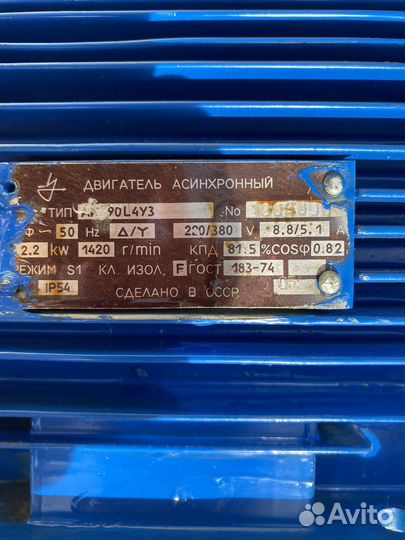 ДВИГАТЕЛЬ АСИНХРОННЫЙ
ТИП 90L4У3 .No
Ф ~ 50 Hz Δ/Y 220/380 V 8.8/5.1 A
2.2 kW 1420 r/min КПД 81.5 % COSφ 0.82
РЕЖИМ S1 КЛ. ИЗОЛ. F ГОСТ 183-74
IP54 СДЕЛАНО В СССР
Avito